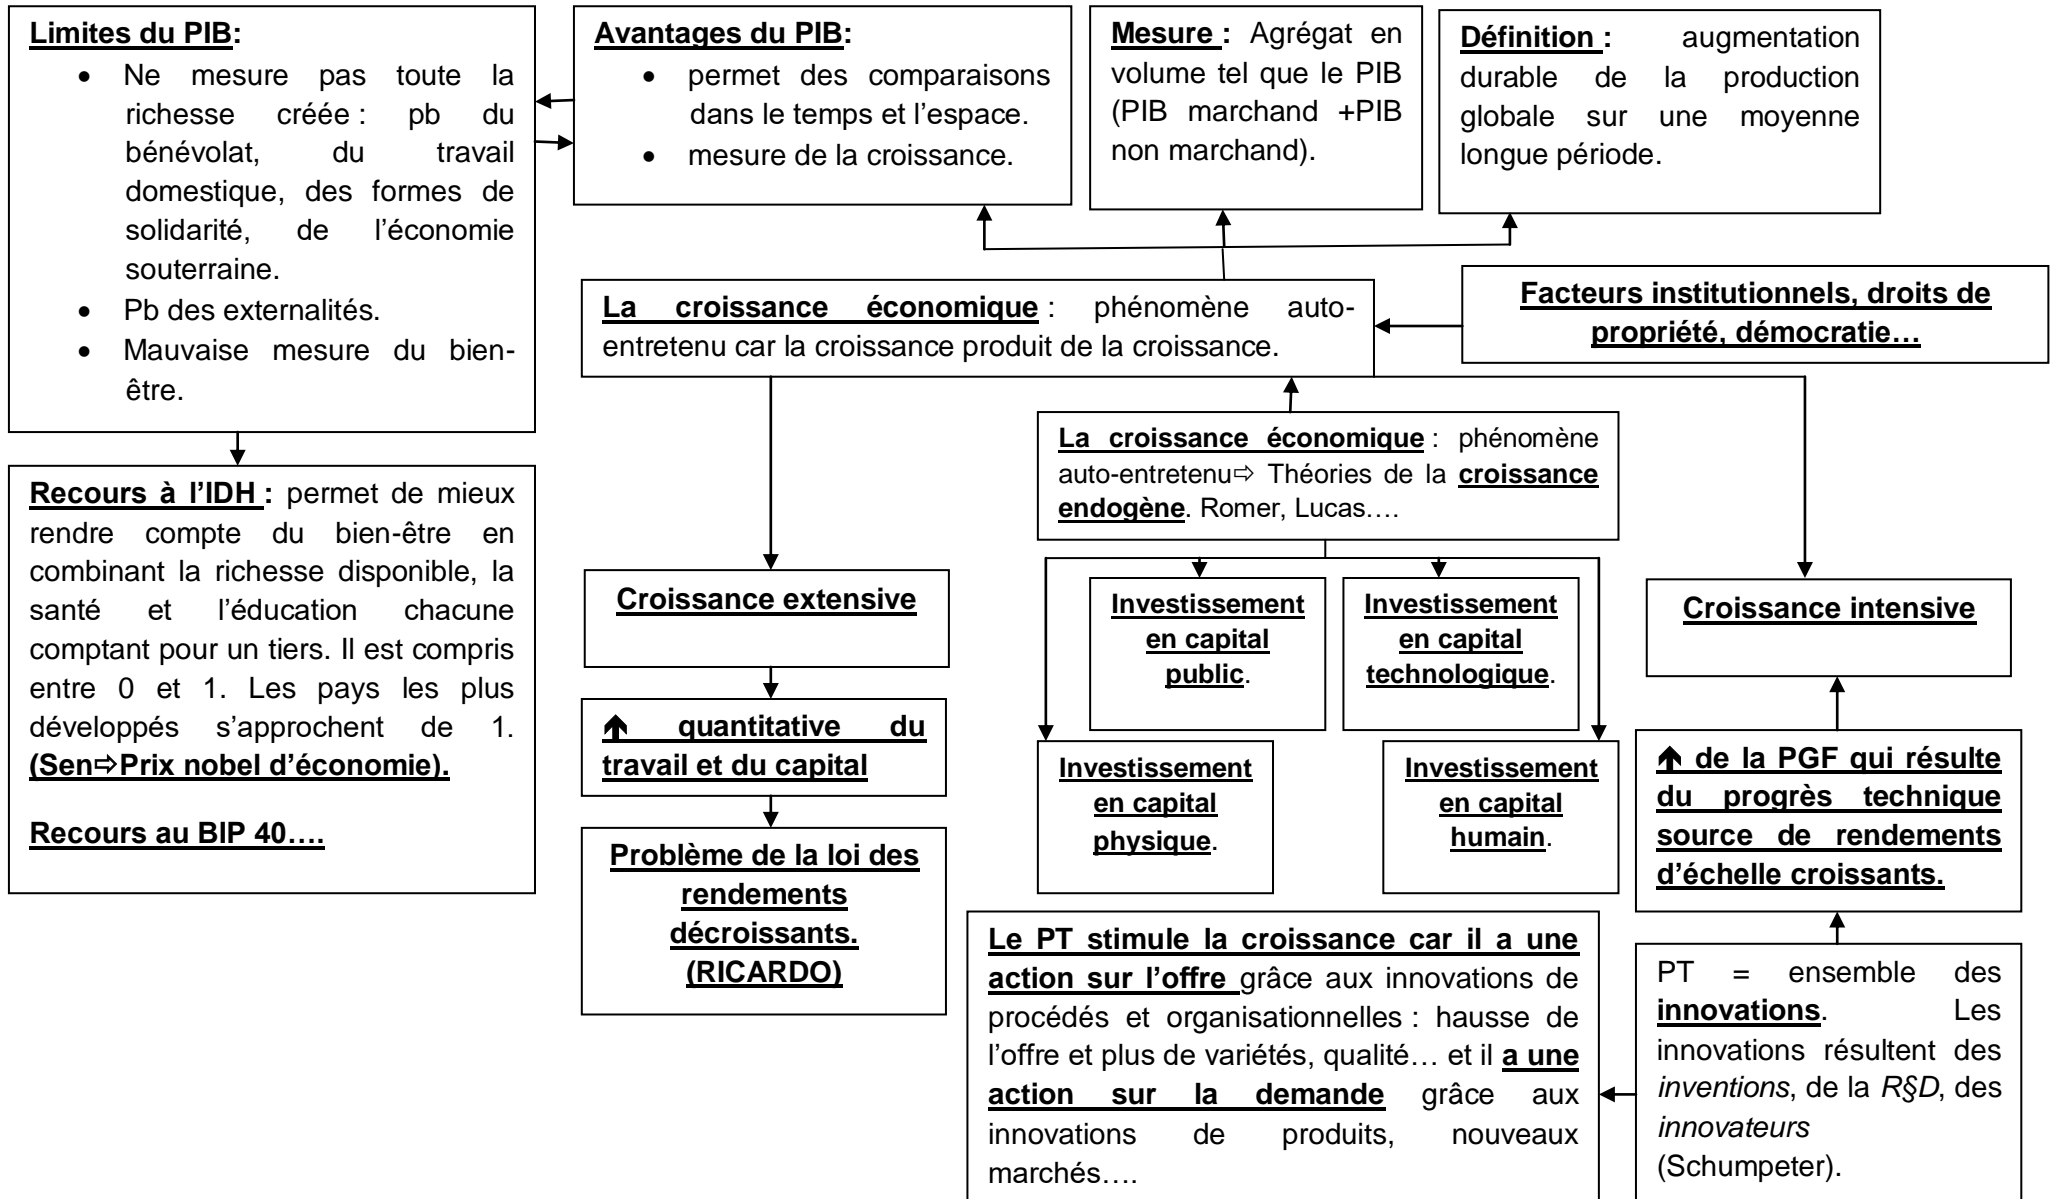 Limites du PIB:
• Ne mesure pas toute la
richesse créée : pb du
bénévolat, du travail
domestique, des formes de
solidarité, de l’économie
souterraine.
• Pb des externalités.
• Mauvaise mesure du bien-
être.
Avantages du PIB:
• permet des comparaisons
dans le temps et l’espace.
• mesure de la croissance.
Mesure : Agrégat en
volume tel que le PIB
(PIB marchand +PIB
non marchand).
Définition : augmentation
durable de la production
globale sur une moyenne
longue période.
La croissance économique : phénomène auto-
entretenu car la croissance produit de la croissance.
Facteurs institutionnels, droits de
propriété, démocratie…
La croissance économique : phénomène
auto-entretenu⇨ Théories de la croissance
endogène. Romer, Lucas….
Recours à l’IDH : permet de mieux
rendre compte du bien-être en
combinant la richesse disponible, la
santé et l’éducation chacune
comptant pour un tiers. Il est compris
entre 0 et 1. Les pays les plus
développés s’approchent de 1.
(Sen⇨Prix nobel d’économie).
Recours au BIP 40….
Croissance extensive
🡹 quantitative du
travail et du capital
Problème de la loi des
rendements
décroissants.
(RICARDO)
Investissement
en capital
public.
Investissement
en capital
technologique.
Investissement
en capital
physique.
Investissement
en capital
humain.
Croissance intensive
🡹 de la PGF qui résulte
du progrès technique
source de rendements
d’échelle croissants.
Le PT stimule la croissance car il a une
action sur l’offre grâce aux innovations de
procédés et organisationnelles : hausse de
l’offre et plus de variétés, qualité… et il a une
action sur la demande grâce aux
innovations de produits, nouveaux
marchés….
PT = ensemble des
innovations. Les
innovations résultent des
inventions, de la R§D, des
innovateurs
(Schumpeter).